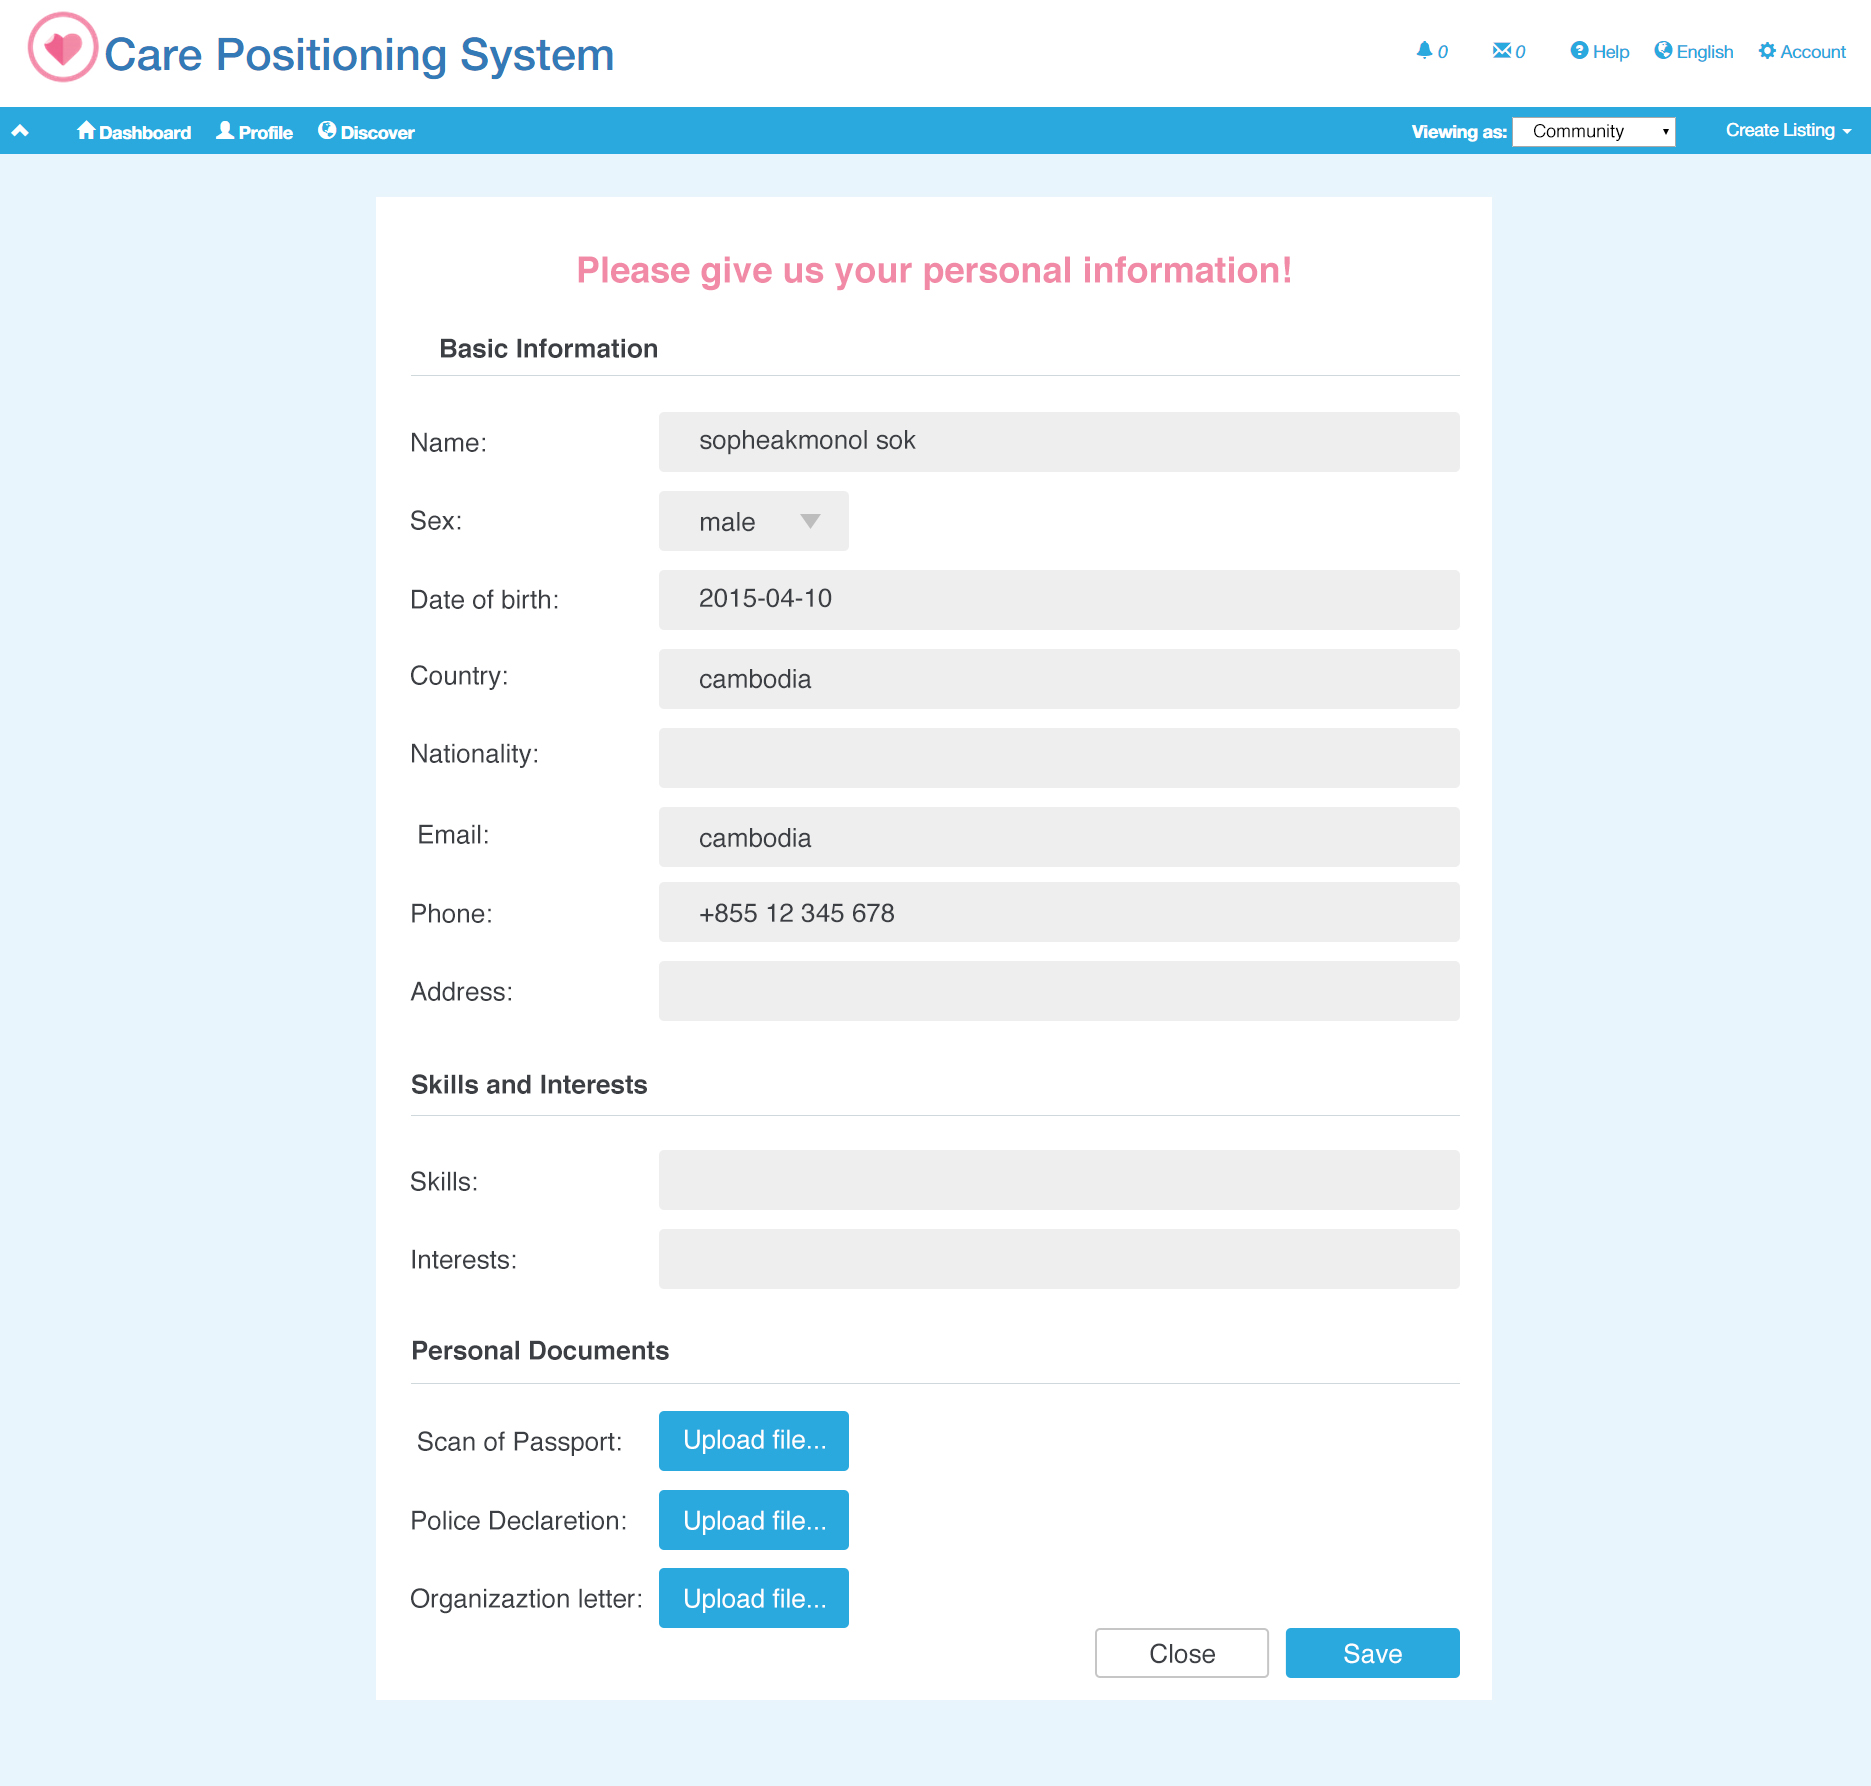 Care Positioning System
0 0 Help English Account
Dashboard Profile Discover Viewing as: Community Create Listing
Please give us your personal information!
Basic Information
Name: sopheakmonol sok
Sex: male
Date of birth: 2015-04-10
Country: cambodia
Nationality:
Email: cambodia
Phone: +855 12 345 678
Address:
Skills and Interests
Skills:
Interests:
Personal Documents
Scan of Passport: Upload file...
Police Declaretion: Upload file...
Organizaztion letter: Upload file...
Close Save